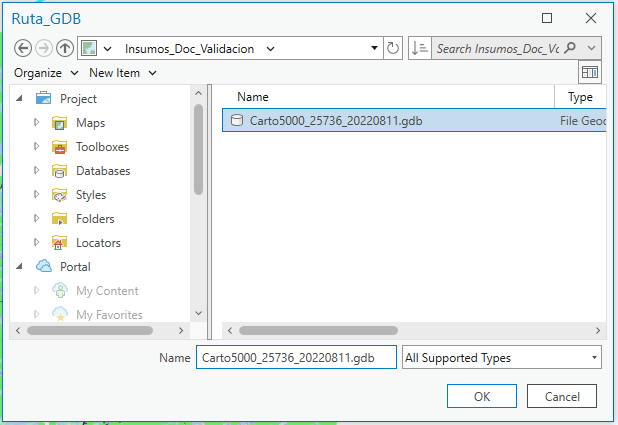 Ruta_GDB
Insumos_Doc_Validacion
Search Insumos_Doc_Vc
Organize New Item
Project
Maps
Toolboxes
Databases
Styles
Folders
Locators
Portal
My Content
My Favorites
Name Type
Carto5000_25736_20220811.gdb File Geoc
Name Carto5000_25736_20220811.gdb All Supported Types
OK Cancel